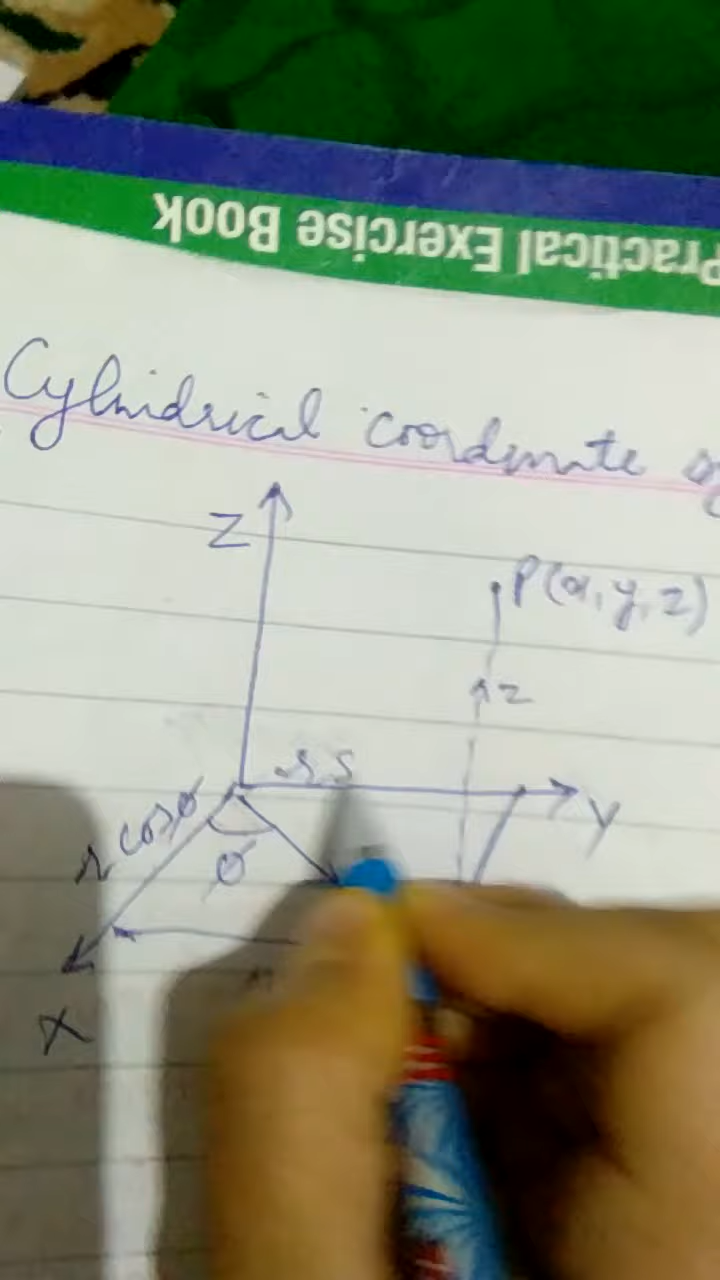 Practical Exercise Book
Cylindrical coordinate
Z
P(x, y, z)
z
r S
Y
r cosφ
φ
X